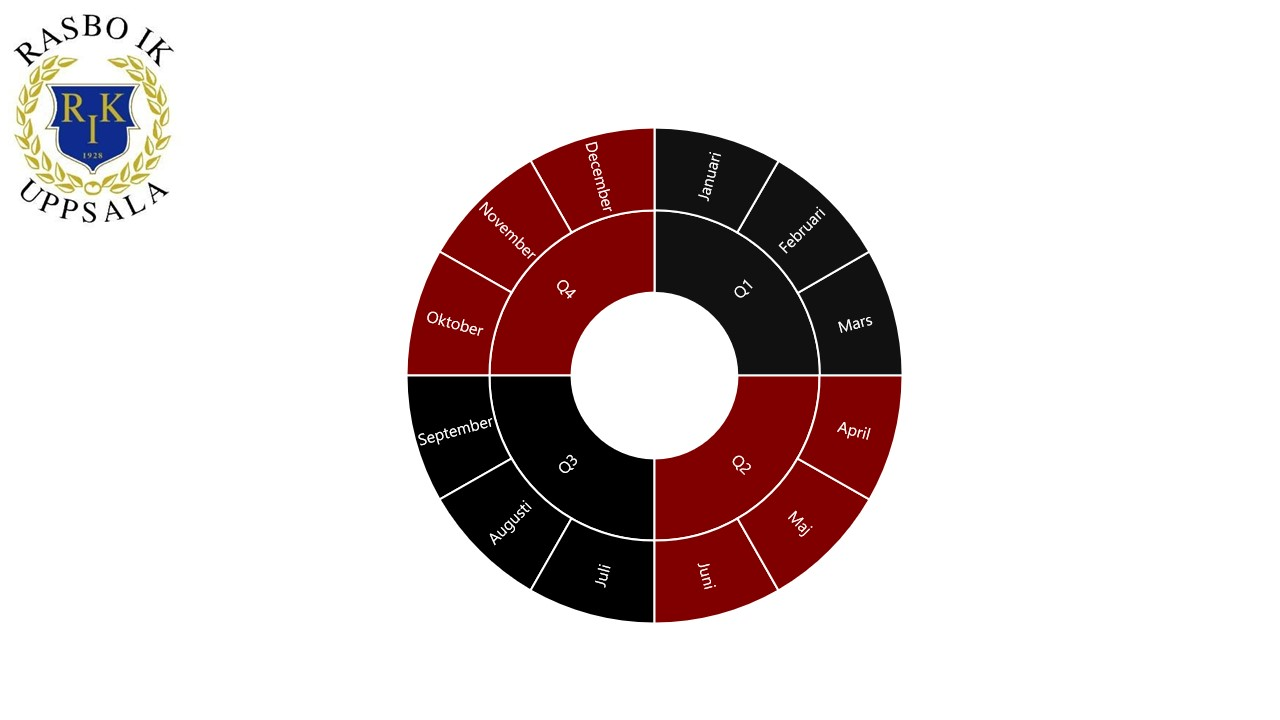 RASBO IK
R I K
1928
UPPSALA
Januari
Februari
Mars
April
Maj
Juni
Juli
Augusti
September
Oktober
November
December
Q1
Q2
Q3
Q4